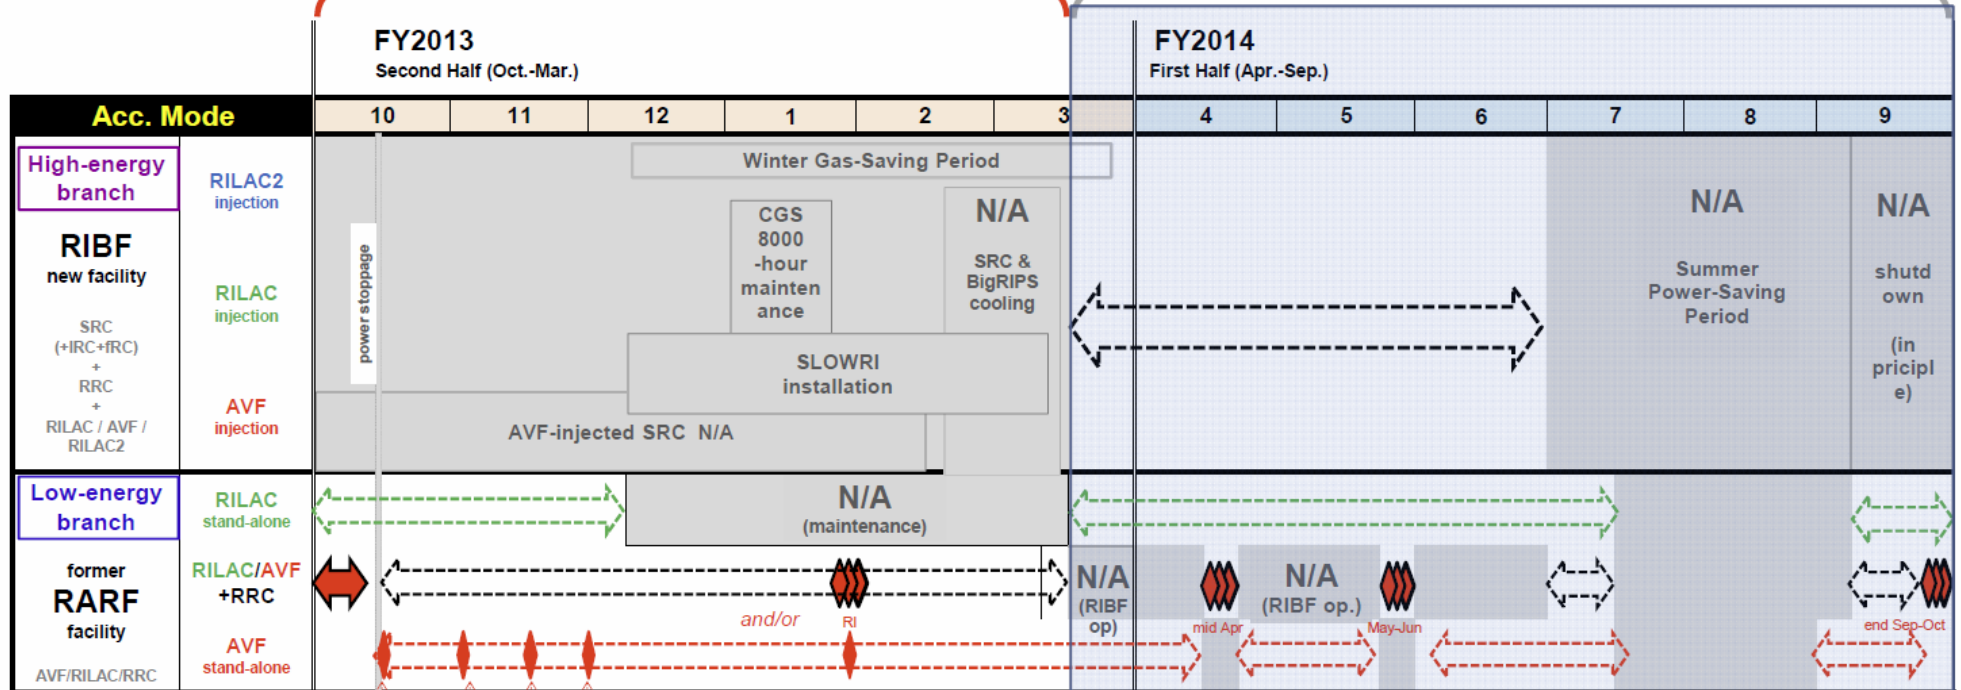 FY2013
Second Half (Oct.-Mar.)
FY2014
First Half (Apr.-Sep.)
Acc. Mode
10 11 12 1 2 3 4 5 6 7 8 9
High-energy
branch
RIBF
new facility
SRC
(+IRC+fRC)
+
RRC
+
RILAC / AVF /
RILAC2
RILAC2
injection
RILAC
injection
AVF
injection
power stoppage
Winter Gas-Saving Period
CGS
8000
-hour
mainten
ance
N/A
SRC &
BigRIPS
cooling
SLOWRI
installation
AVF-injected SRC N/A
N/A
Summer
Power-Saving
Period
N/A
shutd
own
(in
pricipl
e)
Low-energy
branch
former
RARF
facility
AVF/RILAC/RRC
RILAC
stand-alone
N/A
(maintenance)
RILAC/AVF
+RRC
and/or
RI
N/A
(RIBF
op)
mid Apr
N/A
(RIBF op.)
May-Jun
end Sep-Oct
AVF
stand-alone